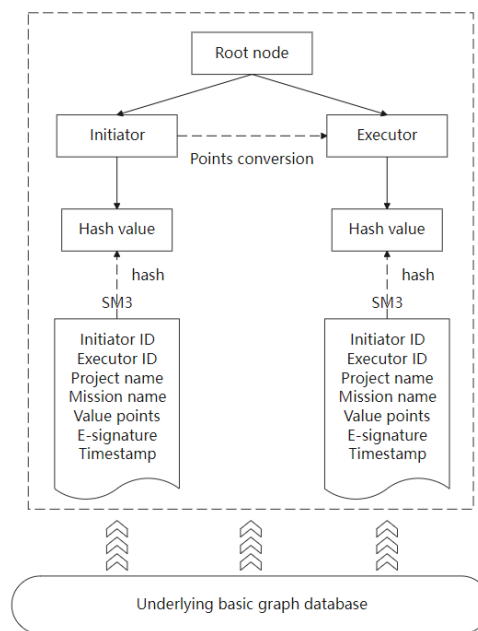 Root node
Initiator
Executor
Points conversion
Hash value
Hash value
hash
hash
SM3
SM3
Initiator ID
Executor ID
Project name
Mission name
Value points
E-signature
Timestamp
Initiator ID
Executor ID
Project name
Mission name
Value points
E-signature
Timestamp
Underlying basic graph database